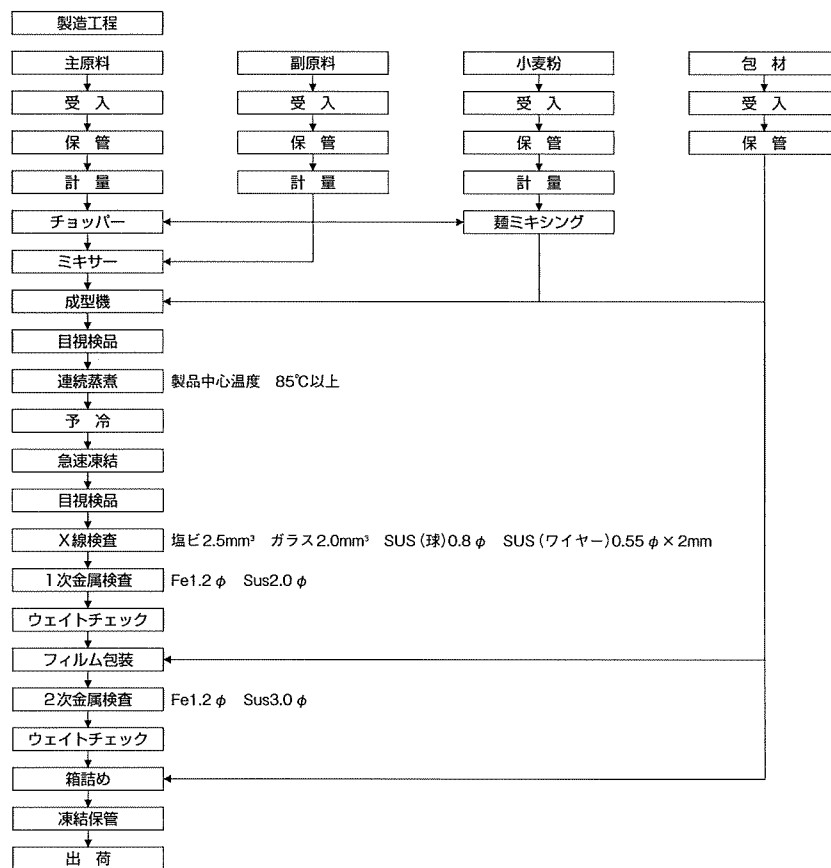 製造工程
主原料 副原料 小麦粉 包 材
受 入 受 入 受 入 受 入
保 管 保 管 保 管 保 管
計 量 計 量 計 量
チョッパー 麺ミキシング
ミキサー
成型機
目視検品
連続蒸煮 製品中心温度 85℃以上
予 冷
急速凍結
目視検品
X線検査 塩ビ2.5mm³ ガラス2.0mm³ SUS(球)0.8φ SUS(ワイヤー)0.55φ×2mm
1次金属検査 Fe1.2φ Sus2.0φ
ウェイトチェック
フィルム包装
2次金属検査 Fe1.2φ Sus3.0φ
ウェイトチェック
箱詰め
凍結保管
出 荷